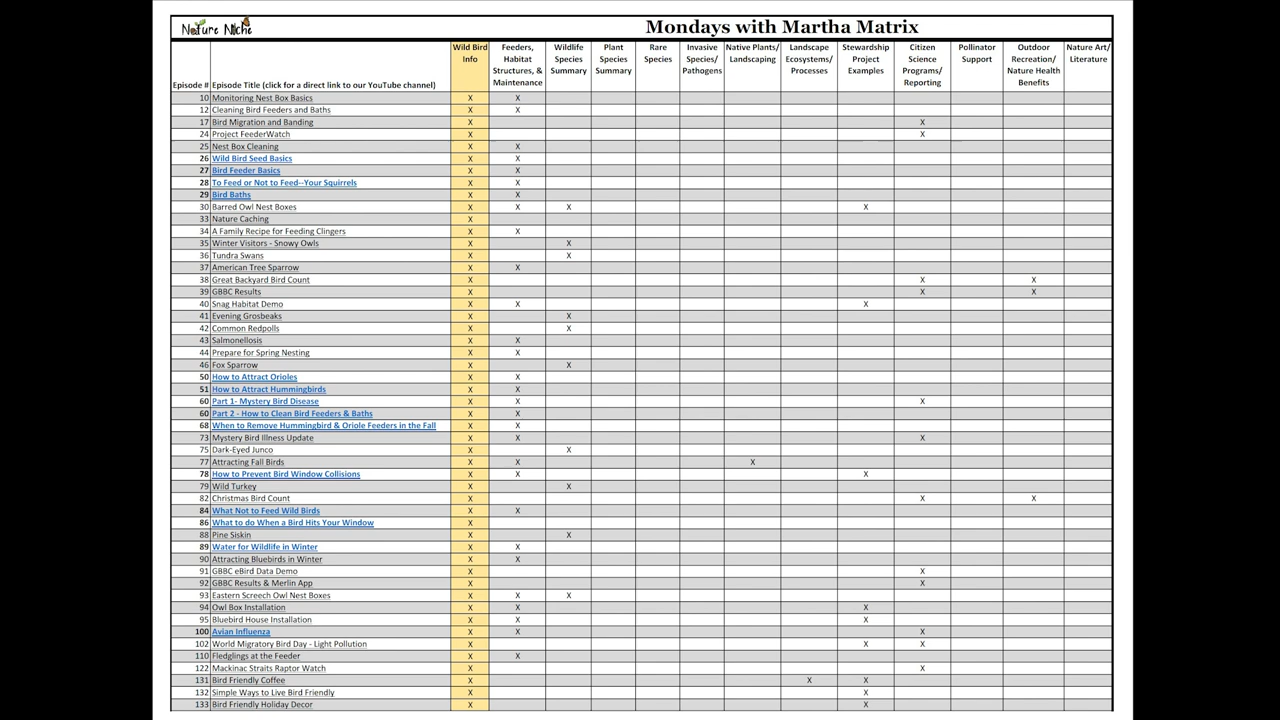 Nature Niche
Mondays with Martha Matrix
Episode # Episode Title (click for a direct link to our YouTube channel) Wild Bird Info Feeders, Habitat Structures, & Maintenance Wildlife Species Summary Plant Species Summary Rare Species Invasive Species/ Pathogens Native Plants/ Landscaping Landscape Ecosystems/ Processes Stewardship Project Examples Citizen Science Programs/ Reporting Pollinator Support Outdoor Recreation/ Nature Health Benefits Nature Art/ Literature
10 Monitoring Nest Box Basics X X
12 Cleaning Bird Feeders and Baths X X
17 Bird Migration and Banding X X
24 Project FeederWatch X X
25 Nest Box Cleaning X X
26 Wild Bird Seed Basics X X
27 Bird Feeder Basics X X
28 To Feed or Not to Feed--Your Squirrels X X
29 Bird Baths X X
30 Barred Owl Nest Boxes X X X X
33 Nature Caching X
34 A Family Recipe for Feeding Clingers X X
35 Winter Visitors - Snowy Owls X X
36 Tundra Swans X X
37 American Tree Sparrow X X
38 Great Backyard Bird Count X X X
39 GBBC Results X X X
40 Snag Habitat Demo X X X
41 Evening Grosbeaks X X
42 Common Redpolls X X
43 Salmonellosis X X
44 Prepare for Spring Nesting X X
46 Fox Sparrow X X
50 How to Attract Orioles X X
51 How to Attract Hummingbirds X X
60 Part 1- Mystery Bird Disease X X X
60 Part 2 - How to Clean Bird Feeders & Baths X X
68 When to Remove Hummingbird & Oriole Feeders in the Fall X X
73 Mystery Bird Illness Update X X X
75 Dark-Eyed Junco X X
77 Attracting Fall Birds X X X
78 How to Prevent Bird Window Collisions X X X
79 Wild Turkey X X
82 Christmas Bird Count X X X
84 What Not to Feed Wild Birds X X
86 What to do When a Bird Hits Your Window X
88 Pine Siskin X X
89 Water for Wildlife in Winter X X
90 Attracting Bluebirds in Winter X X
91 GBBC eBird Data Demo X X
92 GBBC Results & Merlin App X X
93 Eastern Screech Owl Nest Boxes X X X
94 Owl Box Installation X X X
95 Bluebird House Installation X X X
100 Avian Influenza X X X
102 World Migratory Bird Day - Light Pollution X X X
110 Fledglings at the Feeder X X
122 Mackinac Straits Raptor Watch X X
131 Bird Friendly Coffee X X X
132 Simple Ways to Live Bird Friendly X X
133 Bird Friendly Holiday Decor X X